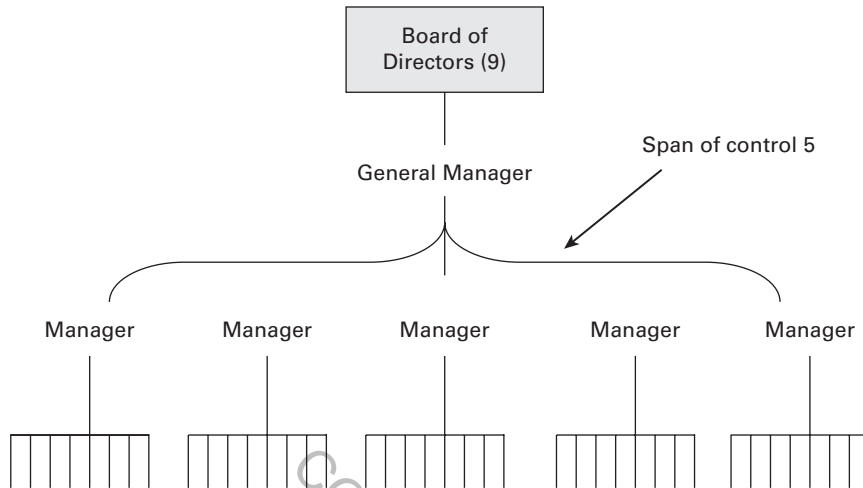 Board of
Directors (9)
Span of control 5
General Manager
Manager Manager Manager Manager Manager